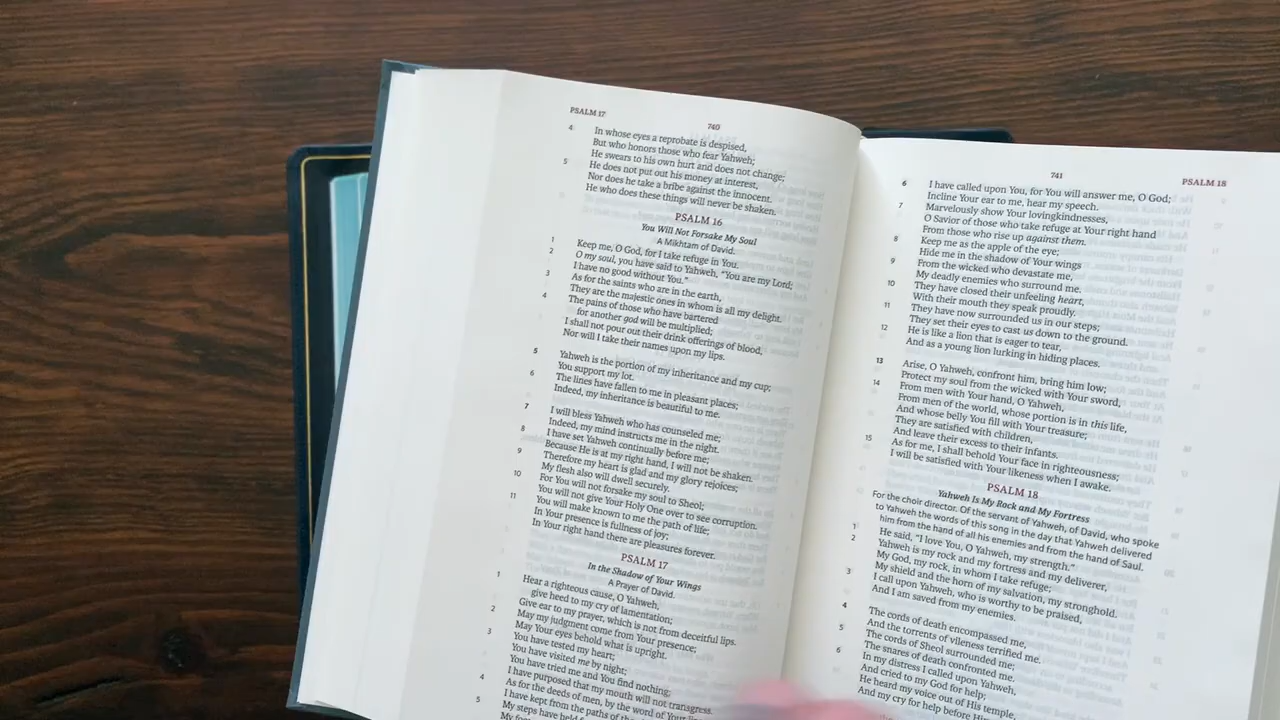 PSALM 17
740
4 In whose eyes a reprobate is despised,
But who honors those who fear Yahweh;
He swears to his own hurt and does not change;
5 He does not put out his money at interest,
Nor does he take a bribe against the innocent.
He who does these things will never be shaken.
PSALM 16
You Will Not Forsake My Soul
A Mikhtam of David.
1 Keep me, O God, for I take refuge in You.
2 O my soul, you have said to Yahweh, “You are my Lord;
I have no good without You.”
3 As for the saints who are in the earth,
They are the majestic ones in whom is all my delight.
4 The pains of those who have bartered
for another god will be multiplied;
I shall not pour out their drink offerings of blood,
Nor will I take their names upon my lips.
5 Yahweh is the portion of my inheritance and my cup;
You support my lot.
6 The lines have fallen to me in pleasant places;
Indeed, my inheritance is beautiful to me.
7 I will bless Yahweh who has counseled me;
Indeed, my mind instructs me in the night.
8 I have set Yahweh continually before me;
Because He is at my right hand, I will not be shaken.
9 Therefore my heart is glad and my glory rejoices;
My flesh also will dwell securely.
10 For You will not forsake my soul to Sheol;
You will not give Your Holy One over to see corruption.
11 You will make known to me the path of life;
In Your presence is fullness of joy;
In Your right hand there are pleasures forever.
PSALM 17
In the Shadow of Your Wings
A Prayer of David.
1 Hear a righteous cause, O Yahweh,
give heed to my cry of lamentation;
Give ear to my prayer, which is not from deceitful lips.
2 May my judgment come from Your presence;
May Your eyes behold what is upright.
3 You have tested my heart;
You have visited me by night;
You have tried me and You find nothing;
I have purposed that my mouth will not transgress.
4 As for the deeds of men, by the word of Your lips
I have kept from the paths of the
5 My steps have held
741
PSALM 18
6 I have called upon You, for You will answer me, O God;
Incline Your ear to me, hear my speech.
7 Marvelously show Your lovingkindnesses,
O Savior of those who take refuge at Your right hand
From those who rise up against them.
8 Keep me as the apple of the eye;
Hide me in the shadow of Your wings
9 From the wicked who devastate me,
My deadly enemies who surround me.
10 They have closed their unfeeling heart,
With their mouth they speak proudly.
11 They have now surrounded us in our steps;
They set their eyes to cast us down to the ground.
12 He is like a lion that is eager to tear,
And as a young lion lurking in hiding places.
13 Arise, O Yahweh, confront him, bring him low;
Protect my soul from the wicked with Your sword,
14 From men with Your hand, O Yahweh,
From men of the world, whose portion is in this life,
And whose belly You fill with Your treasure;
They are satisfied with children,
And leave their excess to their infants.
15 As for me, I shall behold Your face in righteousness;
I will be satisfied with Your likeness when I awake.
PSALM 18
Yahweh Is My Rock and My Fortress
For the choir director. Of the servant of Yahweh, of David, who spoke
to Yahweh the words of this song in the day that Yahweh delivered
him from the hand of all his enemies and from the hand of Saul.
1 He said, “I love You, O Yahweh, my strength.”
2 Yahweh is my rock and my fortress and my deliverer,
My God, my rock, in whom I take refuge;
My shield and the horn of my salvation, my stronghold.
3 I call upon Yahweh, who is worthy to be praised,
And I am saved from my enemies.
4 The cords of death encompassed me,
And the torrents of vileness terrified me.
5 The cords of Sheol surrounded me;
The snares of death confronted me.
6 In my distress I called upon Yahweh,
And cried to my God for help;
He heard my voice out of His temple,
And my cry for help before Him